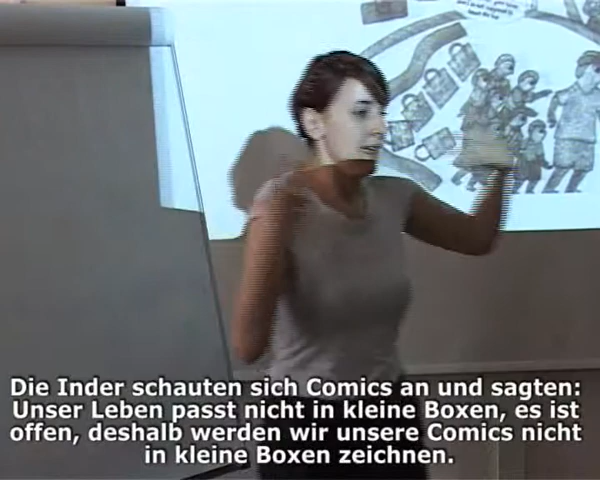 Die Inder schauten sich Comics an und sagten:
Unser Leben passt nicht in kleine Boxen, es ist
offen, deshalb werden wir unsere Comics nicht
in kleine Boxen zeichnen.